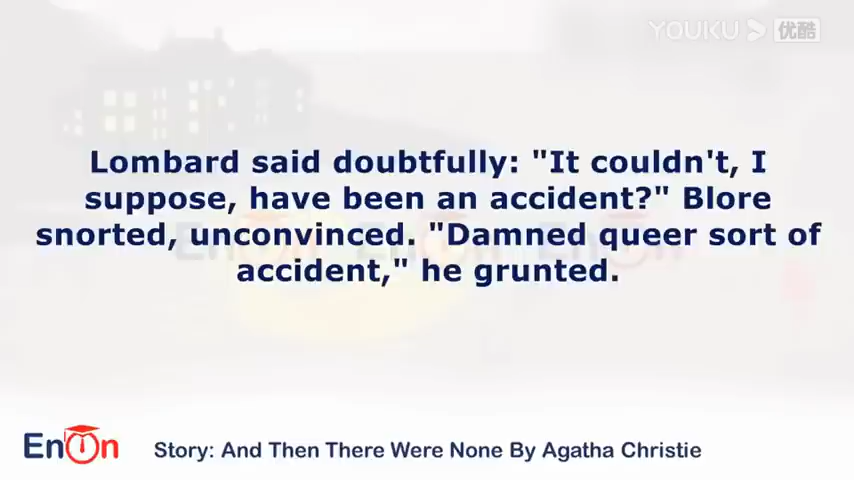 YOUKU 优酷
Lombard said doubtfully: "It couldn't, I
suppose, have been an accident?" Blore
snorted, unconvinced. "Damned queer sort of
accident," he grunted.
EnOn
Story: And Then There Were None By Agatha Christie